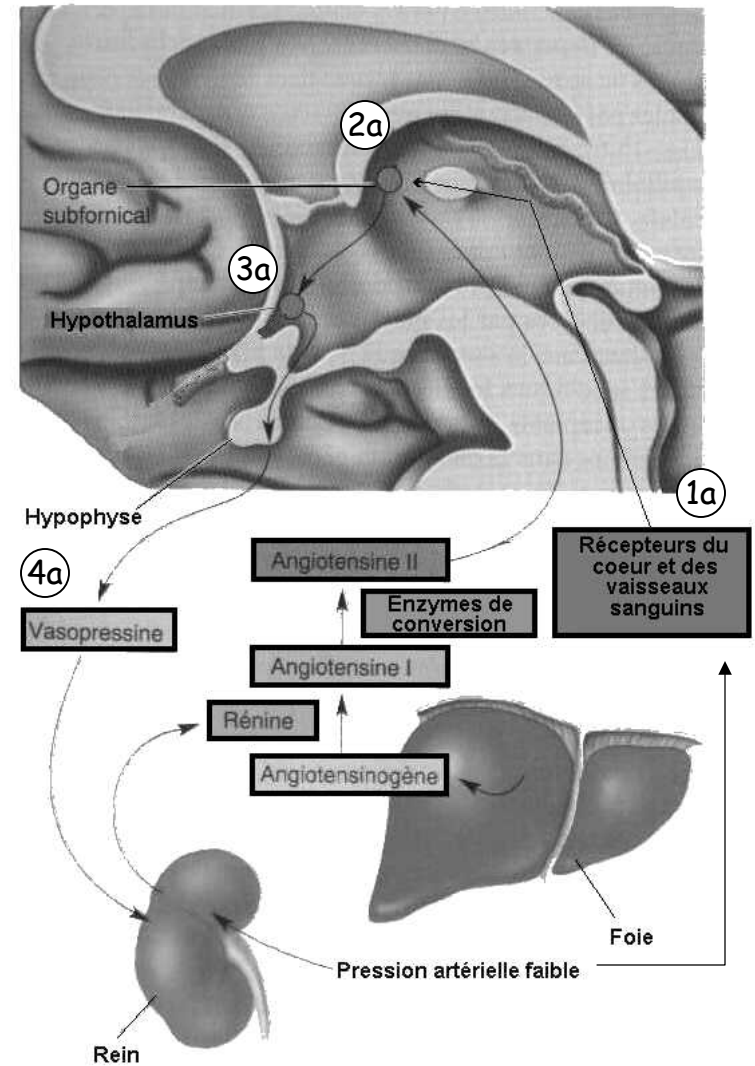 2a
Organe
subfornical
3a
Hypothalamus
1a
Hypophyse
Récepteurs du
coeur et des
vaisseaux
sanguins
4a
Angiotensine II
Enzymes de
conversion
Vasopressine
Angiotensine I
Rénine
Angiotensinogène
Foie
Pression artérielle faible
Rein